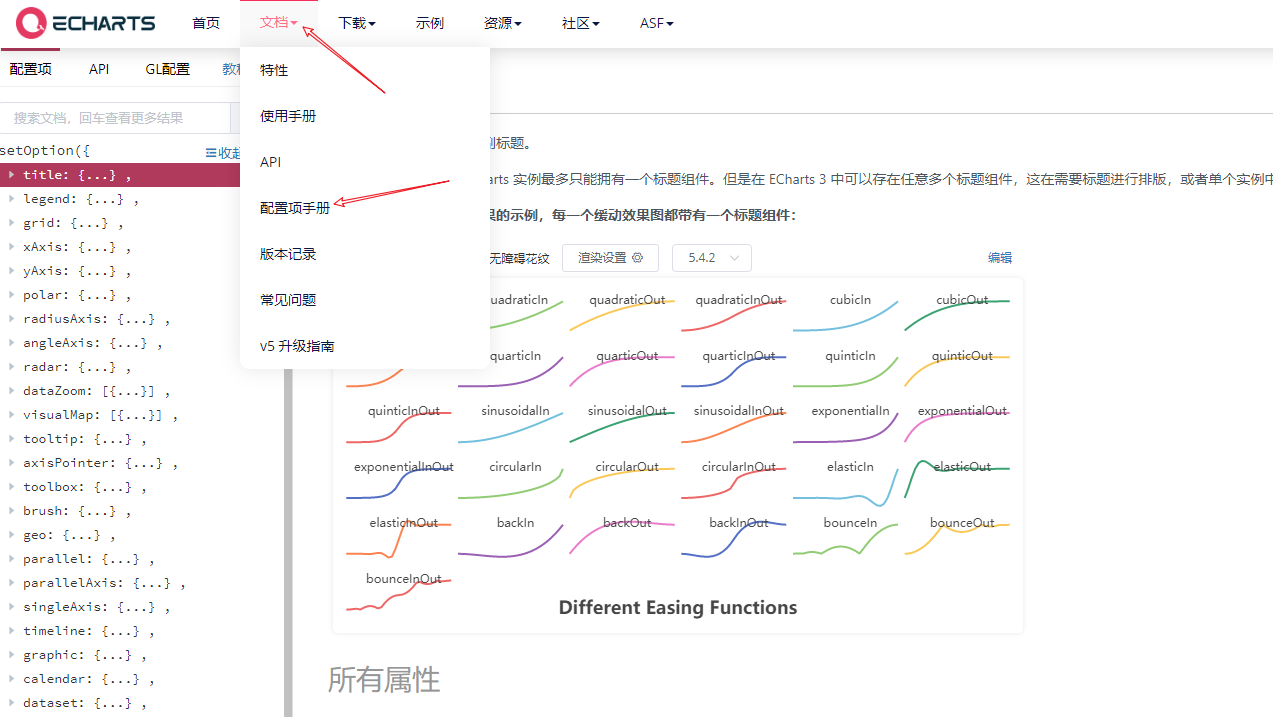 ECHARTS 首页 文档 下载 示例 资源 社区 ASF
配置项 API GL配置 教
搜索文档，回车查看更多结果
setOption({ 收起
title: {...} ,
legend: {...} ,
grid: {...} ,
xAxis: {...} ,
yAxis: {...} ,
polar: {...} ,
radiusAxis: {...} ,
angleAxis: {...} ,
radar: {...} ,
dataZoom: [{...}] ,
visualMap: [{...}] ,
tooltip: {...} ,
axisPointer: {...} ,
toolbox: {...} ,
brush: {...} ,
geo: {...} ,
parallel: {...} ,
parallelAxis: {...} ,
singleAxis: {...} ,
timeline: {...} ,
graphic: {...} ,
calendar: {...} ,
dataset: {...} ,
特性
使用手册
API
配置项手册
版本记录
常见问题
v5 升级指南
标题。
arts 实例最多只能拥有一个标题组件。但是在 ECharts 3 中可以存在任意多个标题组件，这在需要标题进行排版，或者单个实例中
的示例，每一个缓动效果图都带有一个标题组件：
无障碍花纹 渲染设置 5.4.2 编辑
uadraticIn quadraticOut quadraticInOut cubicIn cubicOut
quarticIn quarticOut quarticInOut quinticIn quinticOut
quinticInOut sinusoidalIn sinusoidalOut sinusoidalInOut exponentialIn exponentialOut
exponentialInOut circularIn circularOut circularInOut elasticIn elasticOut
elasticInOut backIn backOut backInOut bounceIn bounceOut
bounceInOut
Different Easing Functions
所有属性